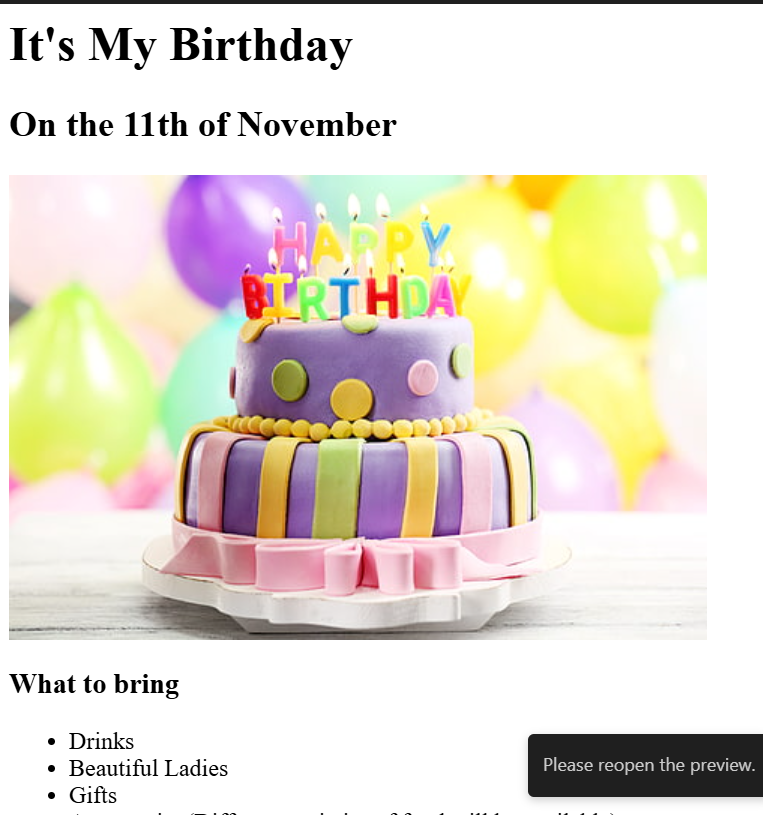 It's My Birthday
On the 11th of November
HAPPY
BIRTHDAY
What to bring
Drinks
Beautiful Ladies
Gifts
Please reopen the preview.